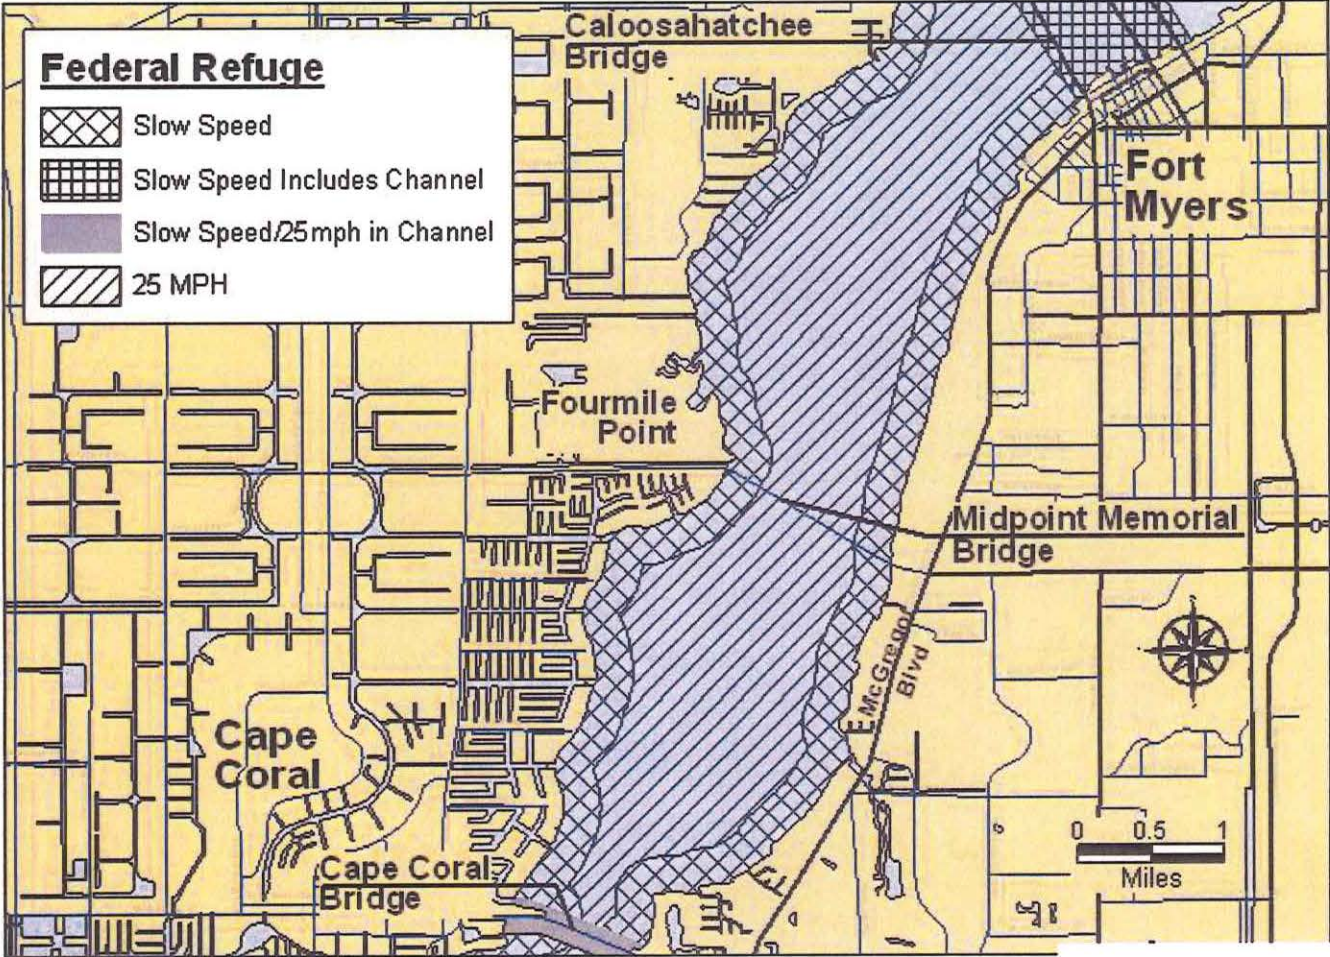 Federal Refuge
Slow Speed
Slow Speed Includes Channel
Slow Speed/25mph in Channel
25 MPH
Caloosahatchee
Bridge
Fort
Myers
Fourmile
Point
Midpoint Memorial
Bridge
E McGregor
Blvd
Cape
Coral
Cape Coral
Bridge
0 0.5 1
Miles